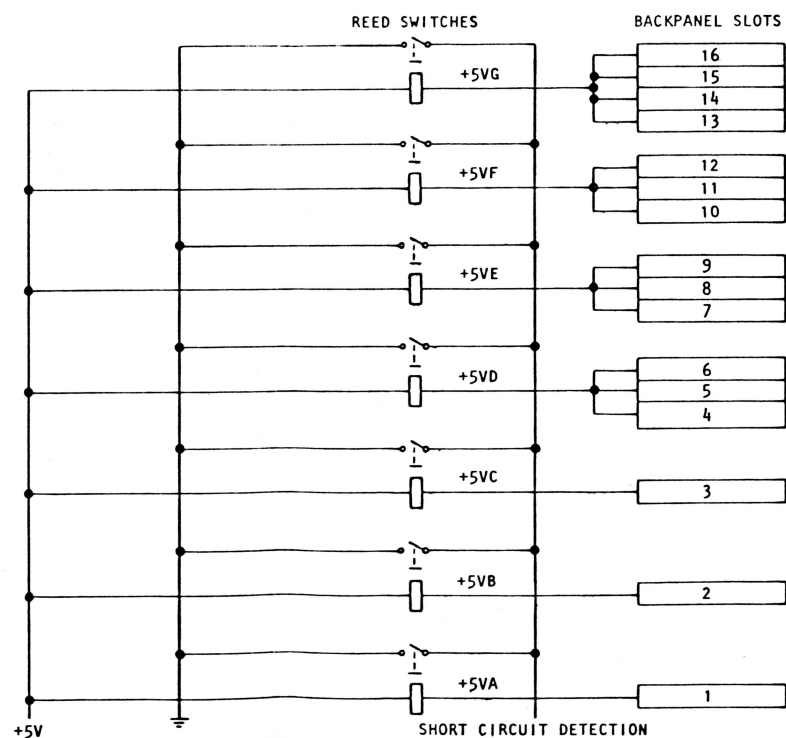 REED SWITCHES
BACKPANEL SLOTS
16
+5VG
15
14
13
12
+5VF
11
10
9
+5VE
8
7
6
+5VD
5
4
+5VC
3
+5VB
2
+5VA
1
+5V
SHORT CIRCUIT DETECTION